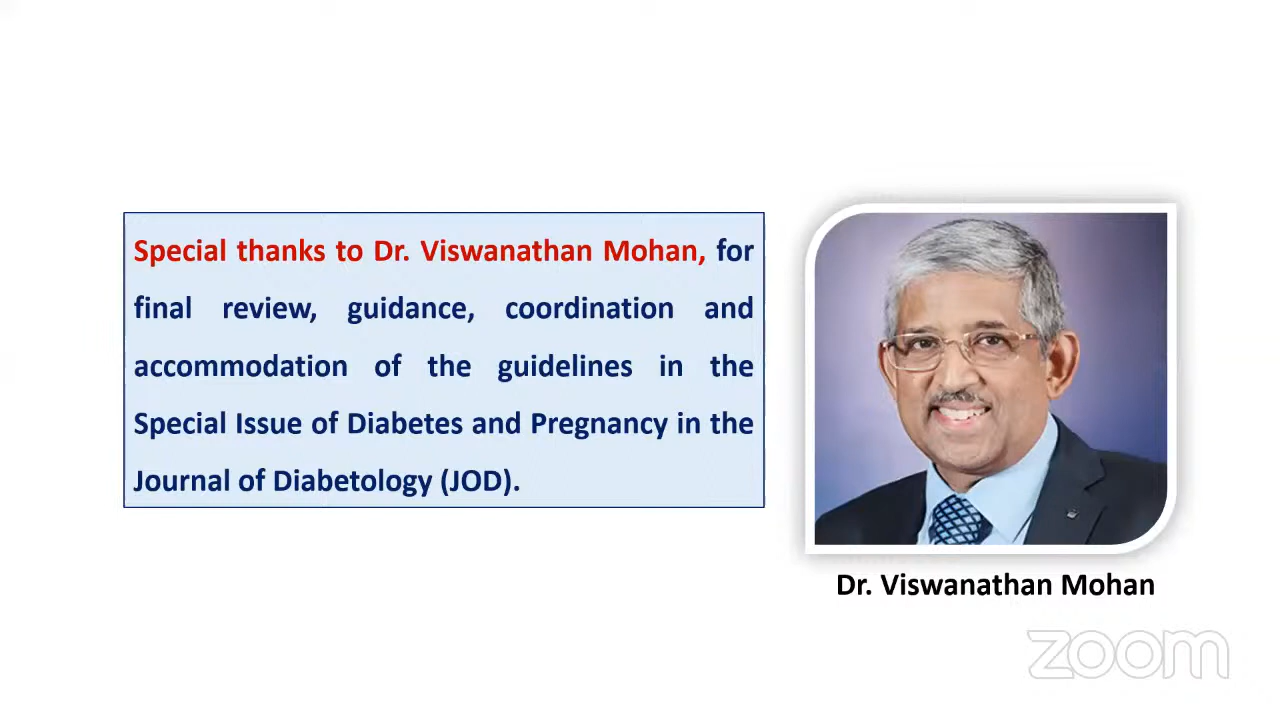 Special thanks to Dr. Viswanathan Mohan, for
final review, guidance, coordination and
accommodation of the guidelines in the
Special Issue of Diabetes and Pregnancy in the
Journal of Diabetology (JOD).
Dr. Viswanathan Mohan
zoom